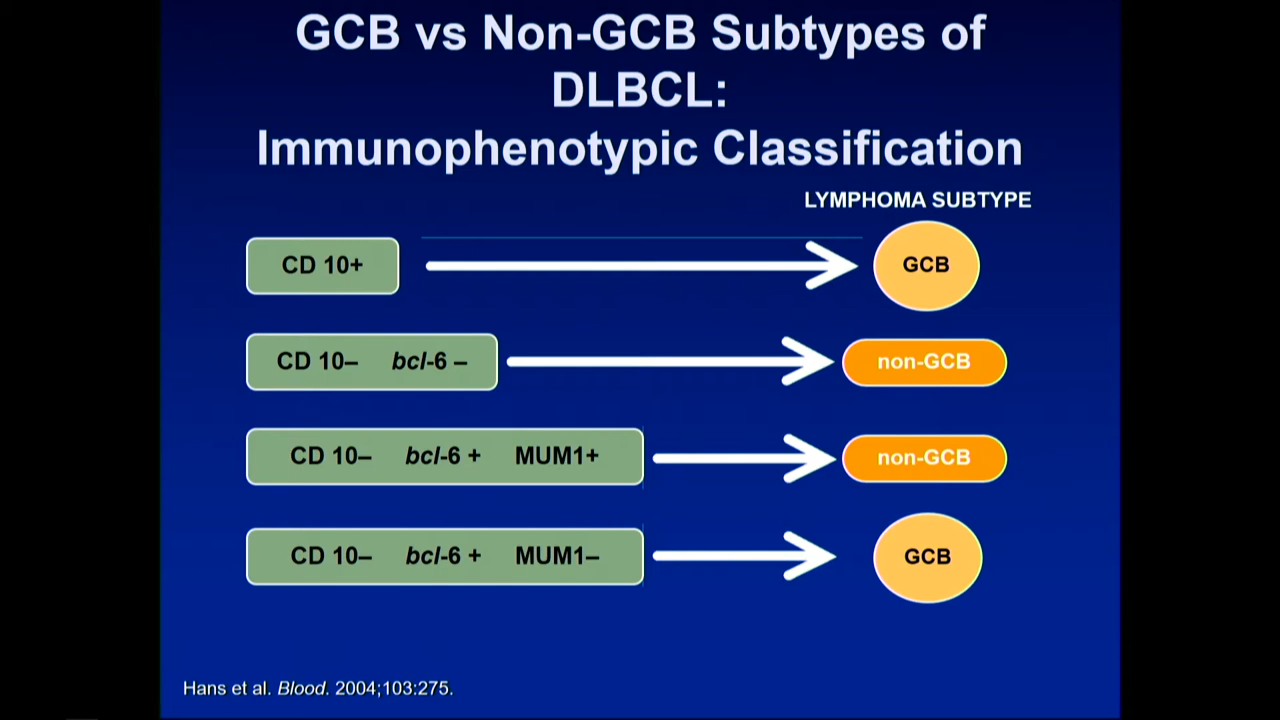 GCB vs Non-GCB Subtypes of
DLBCL:
Immunophenotypic Classification
LYMPHOMA SUBTYPE
CD 10+ GCB
CD 10– bcl-6 – non-GCB
CD 10– bcl-6 + MUM1+ non-GCB
CD 10– bcl-6 + MUM1– GCB
Hans et al. Blood. 2004;103:275.